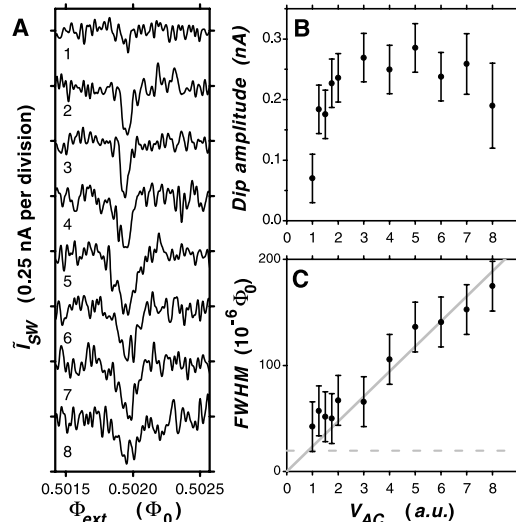 A
1
2
3
4
5
6
7
8
Ĩ_SW (0.25 nA per division)
0.5015 0.5020 0.5025
Φ_ext (Φ_0)
B
Dip amplitude (nA)
0.3
0.2
0.1
0.0
0 1 2 3 4 5 6 7 8
C
FWHM (10^-6 Φ_0)
200
100
0
0 1 2 3 4 5 6 7 8
V_AC (a.u.)